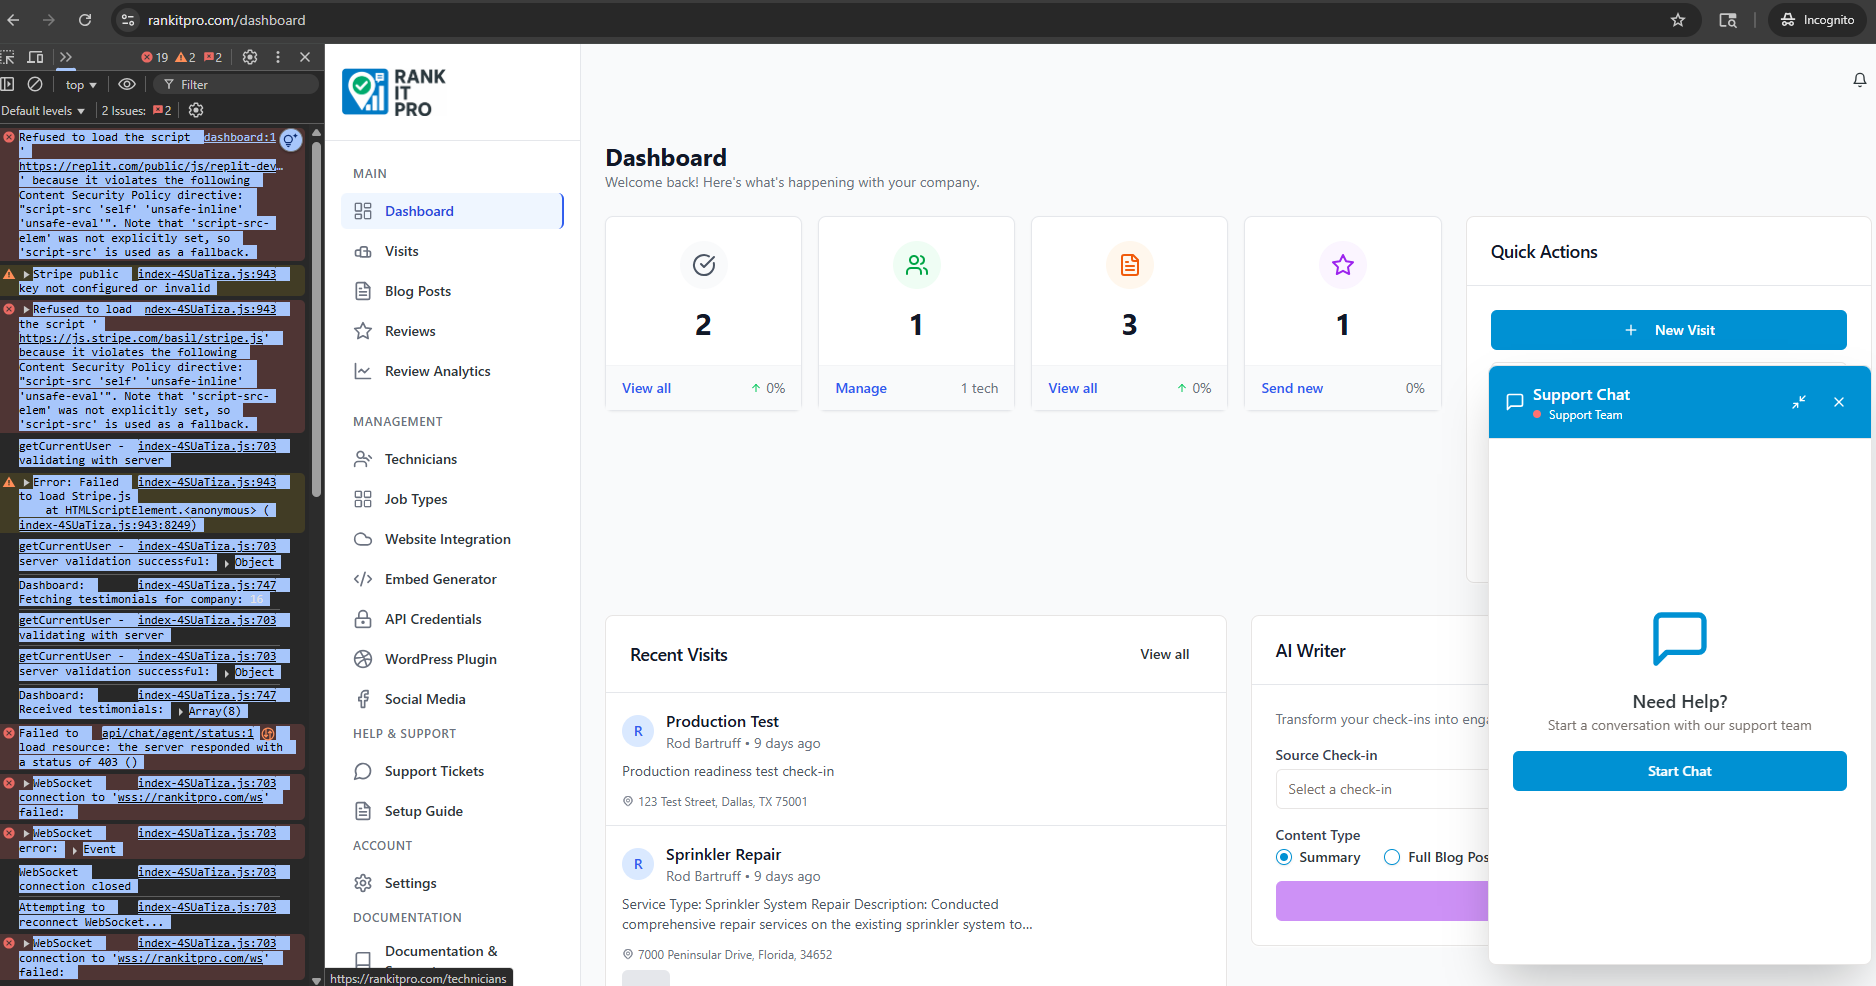 rankitpro.com/dashboard
Incognito
19 2 2
top
Filter
Default levels
2 Issues: 2
Refused to load the script dashboard:1
'
https://replit.com/public/js/replit-dev…
' because it violates the following
Content Security Policy directive:
"script-src 'self' 'unsafe-inline'
'unsafe-eval'". Note that 'script-src-
elem' was not explicitly set, so
'script-src' is used as a fallback.
Stripe public index-4SUaTiza.js:943
key not configured or invalid
Refused to load ndex-4SUaTiza.js:943
the script '
https://js.stripe.com/basil/stripe.js'
because it violates the following
Content Security Policy directive:
"script-src 'self' 'unsafe-inline'
'unsafe-eval'". Note that 'script-src-
elem' was not explicitly set, so
'script-src' is used as a fallback.
getCurrentUser - index-4SUaTiza.js:703
validating with server
Error: Failed index-4SUaTiza.js:943
to load Stripe.js
at HTMLScriptElement.<anonymous> (
index-4SUaTiza.js:943:8249)
getCurrentUser - index-4SUaTiza.js:703
server validation successful: Object
Dashboard: index-4SUaTiza.js:747
Fetching testimonials for company: 16
getCurrentUser - index-4SUaTiza.js:703
validating with server
getCurrentUser - index-4SUaTiza.js:703
server validation successful: Object
Dashboard: index-4SUaTiza.js:747
Received testimonials: Array(8)
Failed to api/chat/agent/status:1
load resource: the server responded with
a status of 403 ()
WebSocket index-4SUaTiza.js:703
connection to 'wss://rankitpro.com/ws'
failed:
WebSocket index-4SUaTiza.js:703
error: Event
WebSocket index-4SUaTiza.js:703
connection closed
Attempting to index-4SUaTiza.js:703
reconnect WebSocket...
WebSocket index-4SUaTiza.js:703
connection to 'wss://rankitpro.com/ws'
failed:
RANK
IT
PRO
MAIN
Dashboard
Visits
Blog Posts
Reviews
Review Analytics
MANAGEMENT
Technicians
Job Types
Website Integration
Embed Generator
API Credentials
WordPress Plugin
Social Media
HELP & SUPPORT
Support Tickets
Setup Guide
ACCOUNT
Settings
DOCUMENTATION
Documentation &
https://rankitpro.com/technicians
Dashboard
Welcome back! Here's what's happening with your company.
2
View all 0%
1
Manage 1 tech
3
View all 0%
1
Send new 0%
Quick Actions
+ New Visit
Recent Visits View all
R
Production Test
Rod Bartruff • 9 days ago
Production readiness test check-in
123 Test Street, Dallas, TX 75001
R
Sprinkler Repair
Rod Bartruff • 9 days ago
Service Type: Sprinkler System Repair Description: Conducted
comprehensive repair services on the existing sprinkler system to...
7000 Peninsular Drive, Florida, 34652
AI Writer
Transform your check-ins into enga
Source Check-in
Select a check-in
Content Type
Summary Full Blog Pos
Support Chat
Support Team
Need Help?
Start a conversation with our support team
Start Chat